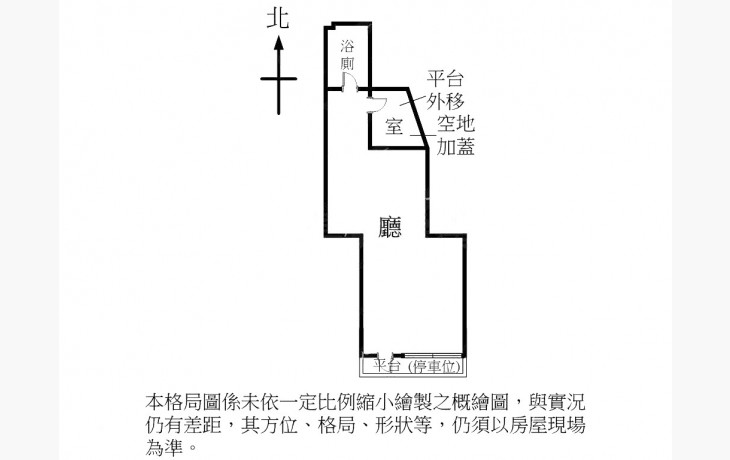 北
浴
廁
平台
外移
室
空地
加蓋
廳
平台 (停車位)
本格局圖係未依一定比例縮小繪製之概繪圖，與實況
仍有差距，其方位、格局、形狀等，仍須以房屋現場
為準。